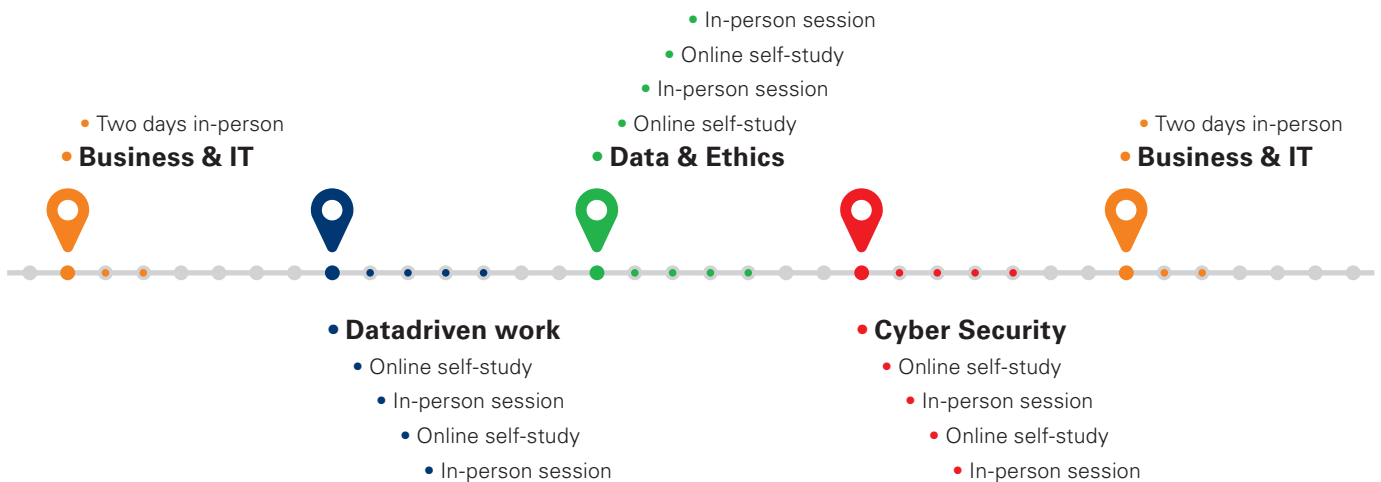 In-person session
Online self-study
In-person session
Two days in-person
Online self-study
Two days in-person
Business & IT
Data & Ethics
Business & IT
Datadriven work
Cyber Security
Online self-study
Online self-study
In-person session
In-person session
Online self-study
Online self-study
In-person session
In-person session